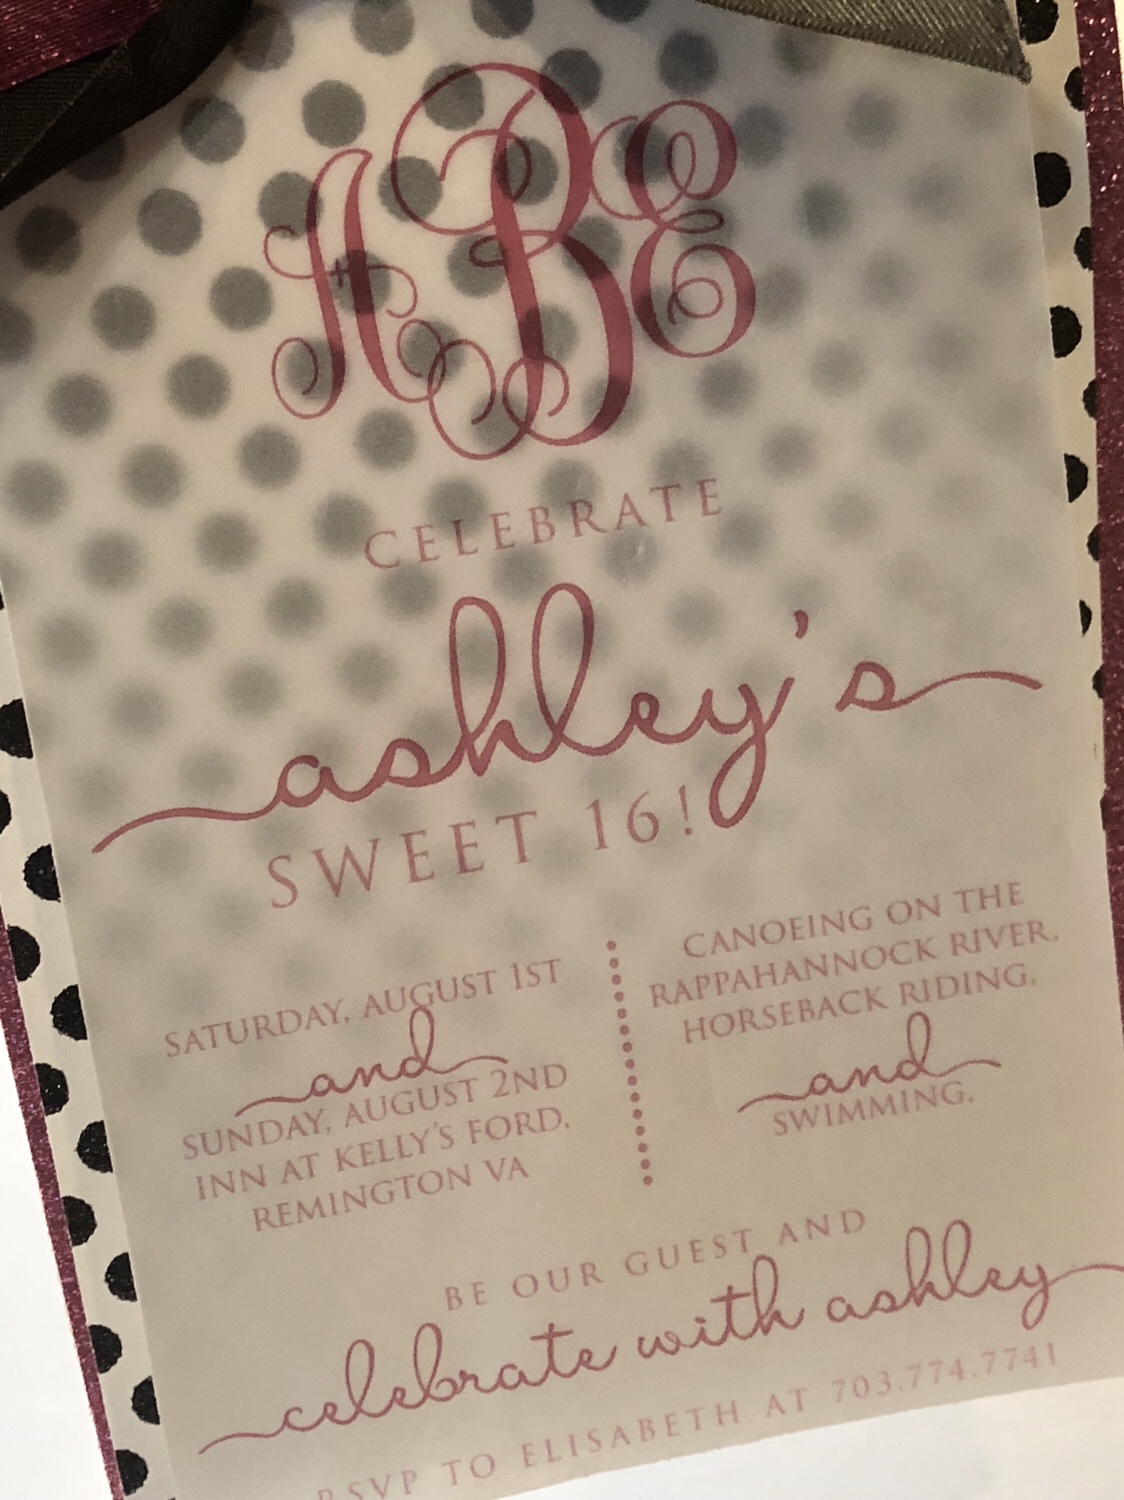 ABE
CELEBRATE
ashley's
SWEET 16!
SATURDAY, AUGUST 1ST
and
SUNDAY, AUGUST 2ND
INN AT KELLY'S FORD,
REMINGTON VA
CANOEING ON THE
RAPPAHANNOCK RIVER,
HORSEBACK RIDING,
and
SWIMMING.
BE OUR GUEST AND
celebrate with ashley
RSVP TO ELISABETH AT 703.774.7741